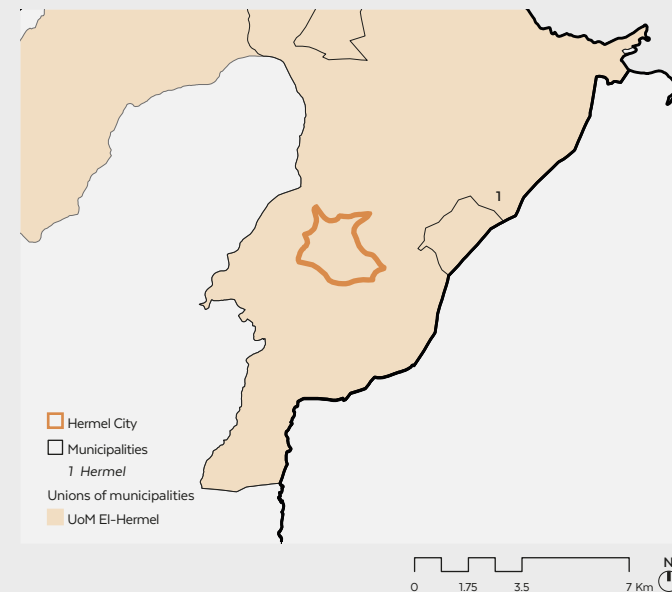 1
Hermel City
Municipalities
1 Hermel
Unions of municipalities
UoM El-Hermel
N
0 1.75 3.5 7 Km